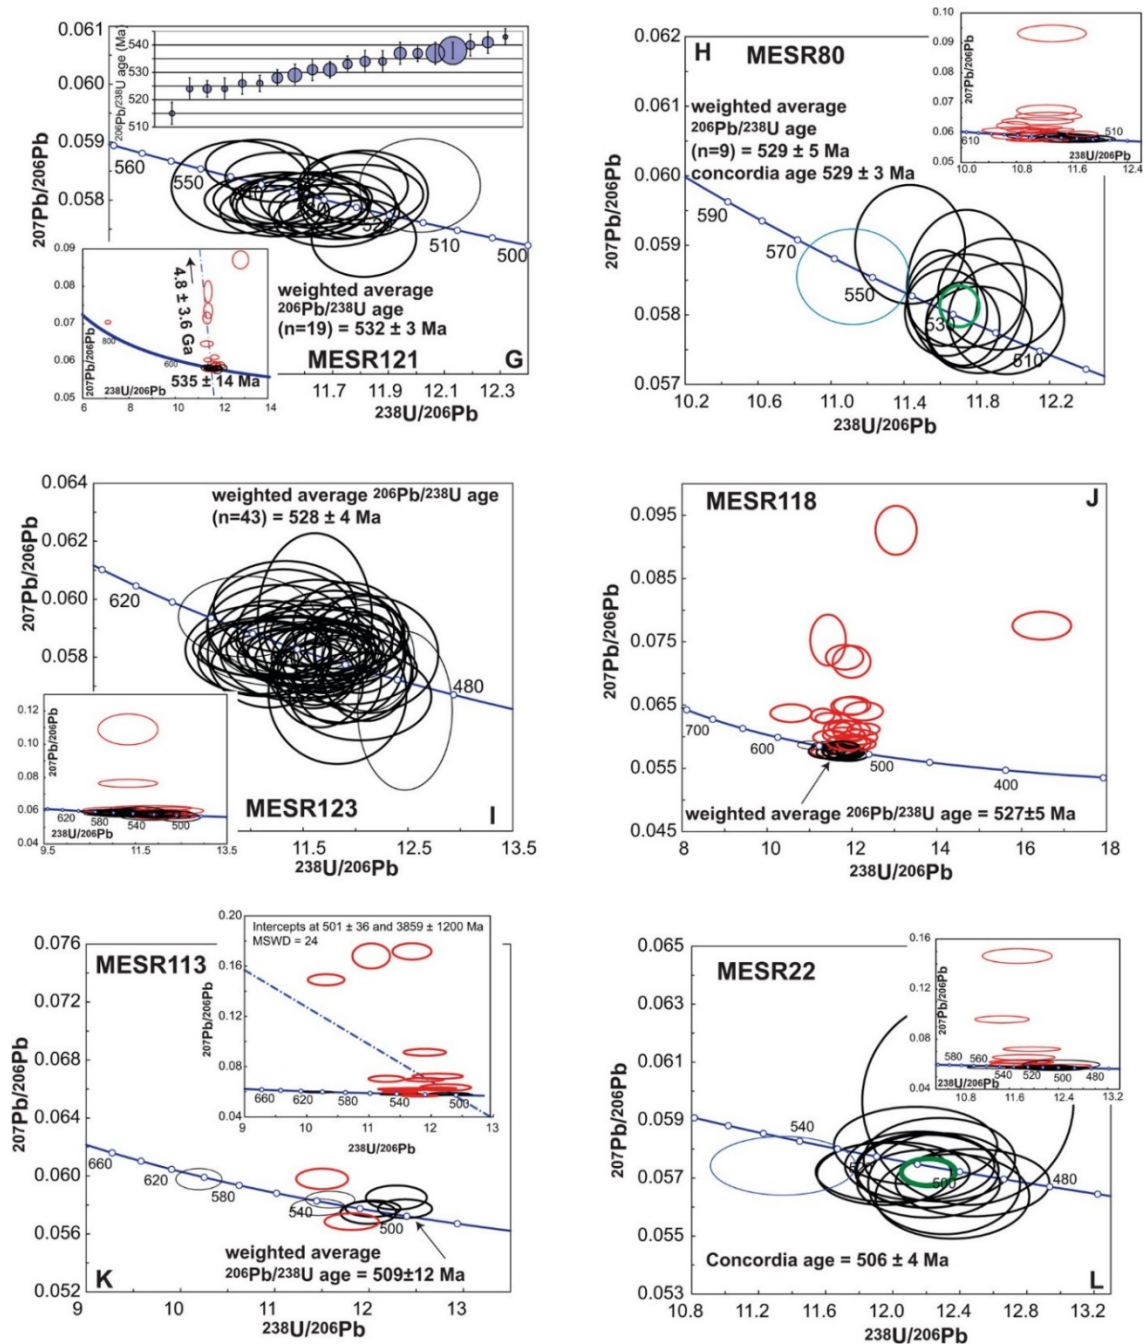 G
0.061
0.060
0.059
0.058
207Pb/206Pb
206Pb/238U age (Ma)
540
530
520
510
560
550
510
500
weighted average
206Pb/238U age
(n=19) = 532 ± 3 Ma
MESR121
G
11.7
11.9
12.1
12.3
238U/206Pb
0.09
0.08
0.07
0.06
0.05
207Pb/206Pb
4.8 ± 3.6 Ga
800
600
535 ± 14 Ma
238U/206Pb
6
8
10
12
14
H
MESR80
0.062
0.061
0.060
0.059
0.058
0.057
207Pb/206Pb
weighted average
206Pb/238U age
(n=9) = 529 ± 5 Ma
concordia age 529 ± 3 Ma
590
570
550
530
510
10.2
10.6
11.0
11.4
11.8
12.2
238U/206Pb
0.10
0.09
0.08
0.07
0.06
0.05
207Pb/206Pb
610
510
238U/206Pb
10.0
10.8
11.6
12.4
0.064
0.062
0.060
0.058
207Pb/206Pb
weighted average 206Pb/238U age
(n=43) = 528 ± 4 Ma
620
480
MESR123
I
10.5
11.5
12.5
13.5
238U/206Pb
0.12
0.10
0.08
0.06
0.04
207Pb/206Pb
620
580
540
500
238U/206Pb
9.5
11.5
13.5
MESR118
J
0.095
0.085
0.075
0.065
0.055
0.045
207Pb/206Pb
700
600
500
400
weighted average 206Pb/238U age = 527±5 Ma
8
10
12
14
16
18
238U/206Pb
MESR113
0.076
0.072
0.068
0.064
0.060
0.056
0.052
207Pb/206Pb
660
620
580
540
500
weighted average
206Pb/238U age = 509±12 Ma
K
9
10
11
12
13
238U/206Pb
Intercepts at 501 ± 36 and 3859 ± 1200 Ma
MSWD = 24
0.20
0.16
0.12
0.08
0.04
207Pb/206Pb
660
620
580
540
500
9
10
11
12
13
238U/206Pb
MESR22
0.065
0.063
0.061
0.059
0.057
0.055
0.053
207Pb/206Pb
540
500
480
Concordia age = 506 ± 4 Ma
L
10.8
11.2
11.6
12.0
12.4
12.8
13.2
238U/206Pb
0.16
0.12
0.08
0.04
207Pb/206Pb
580
560
540
520
500
480
238U/206Pb
10.8
11.6
12.4
13.2